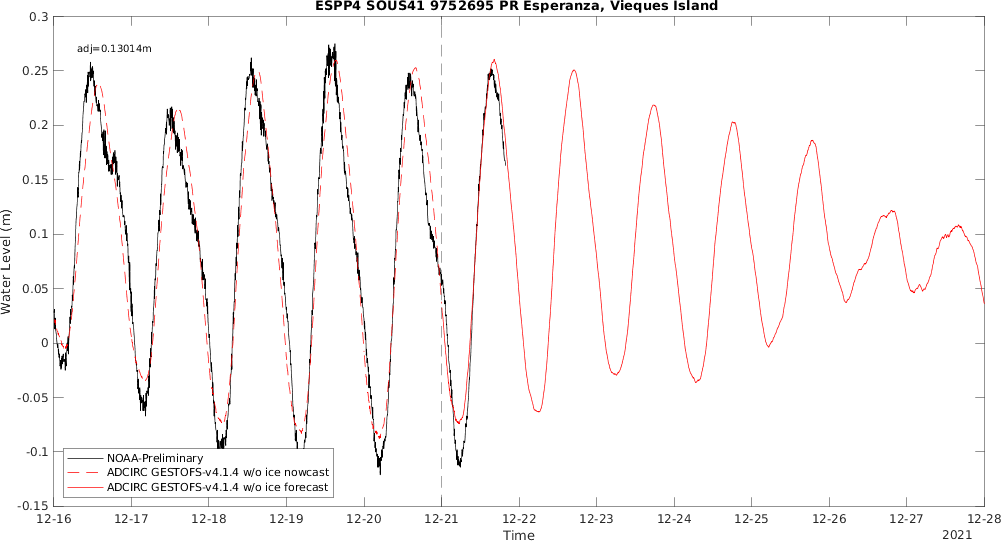 ESPP4 SOUS41 9752695 PR Esperanza, Vieques Island
adj=0.13014m
0.3
0.25
0.2
0.15
0.1
0.05
0
-0.05
-0.1
-0.15
Water Level (m)
NOAA-Preliminary
ADCIRC GESTOFS-v4.1.4 w/o ice nowcast
ADCIRC GESTOFS-v4.1.4 w/o ice forecast
12-16 12-17 12-18 12-19 12-20 12-21 12-22 12-23 12-24 12-25 12-26 12-27 12-28
Time
2021